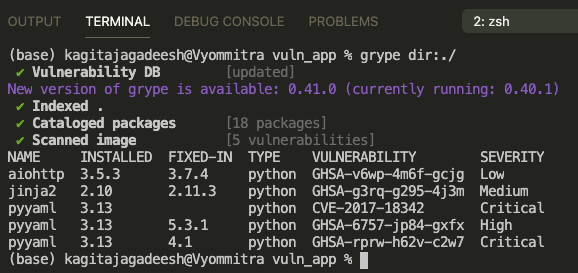 OUTPUT TERMINAL DEBUG CONSOLE PROBLEMS 2: zsh
(base) kagitajagadeesh@Vyommitra vuln_app % grype dir:./
✔ Vulnerability DB [updated]
New version of grype is available: 0.41.0 (currently running: 0.40.1)
✔ Indexed .
✔ Cataloged packages [18 packages]
✔ Scanned image [5 vulnerabilities]
NAME INSTALLED FIXED-IN TYPE VULNERABILITY SEVERITY
aiohttp 3.5.3 3.7.4 python GHSA-v6wp-4m6f-gcjg Low
jinja2 2.10 2.11.3 python GHSA-g3rq-g295-4j3m Medium
pyyaml 3.13 python CVE-2017-18342 Critical
pyyaml 3.13 5.3.1 python GHSA-6757-jp84-gxfx High
pyyaml 3.13 4.1 python GHSA-rprw-h62v-c2w7 Critical
(base) kagitajagadeesh@Vyommitra vuln_app %